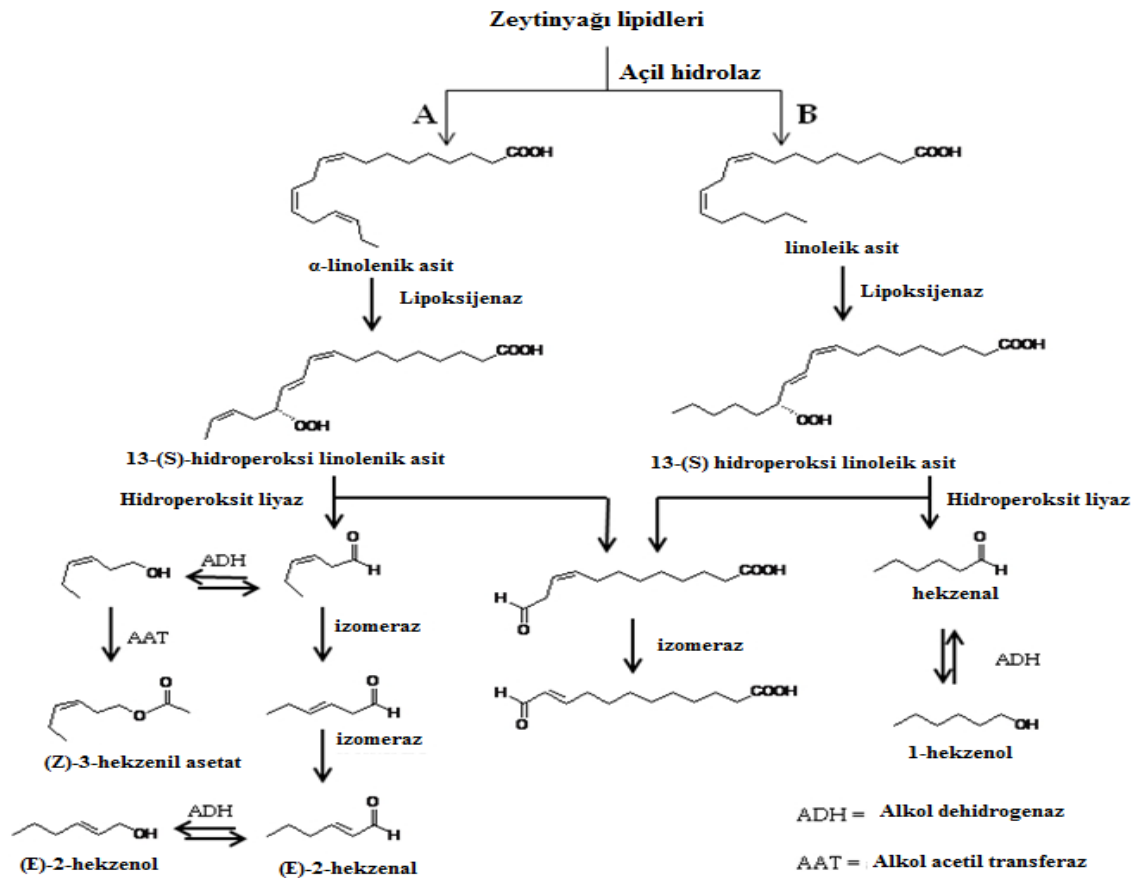 Zeytinyağı lipidleri
Açil hidrolaz
A
B
COOH
COOH
α-linolenik asit
linoleik asit
Lipoksijenaz
Lipoksijenaz
COOH
OOH
COOH
OOH
13-(S)-hidroperoksi linolenik asit
13-(S) hidroperoksi linoleik asit
Hidroperoksit liyaz
Hidroperoksit liyaz
OH
ADH
O
H
COOH
H
O
O
H
hekzenal
AAT
izomeraz
izomeraz
ADH
O
O
O
H
H
O
COOH
OH
(Z)-3-hekzenil asetat
izomeraz
1-hekzenol
OH
ADH
O
H
(E)-2-hekzenol
(E)-2-hekzenal
ADH = Alkol dehidrogenaz
AAT = Alkol acetil transferaz